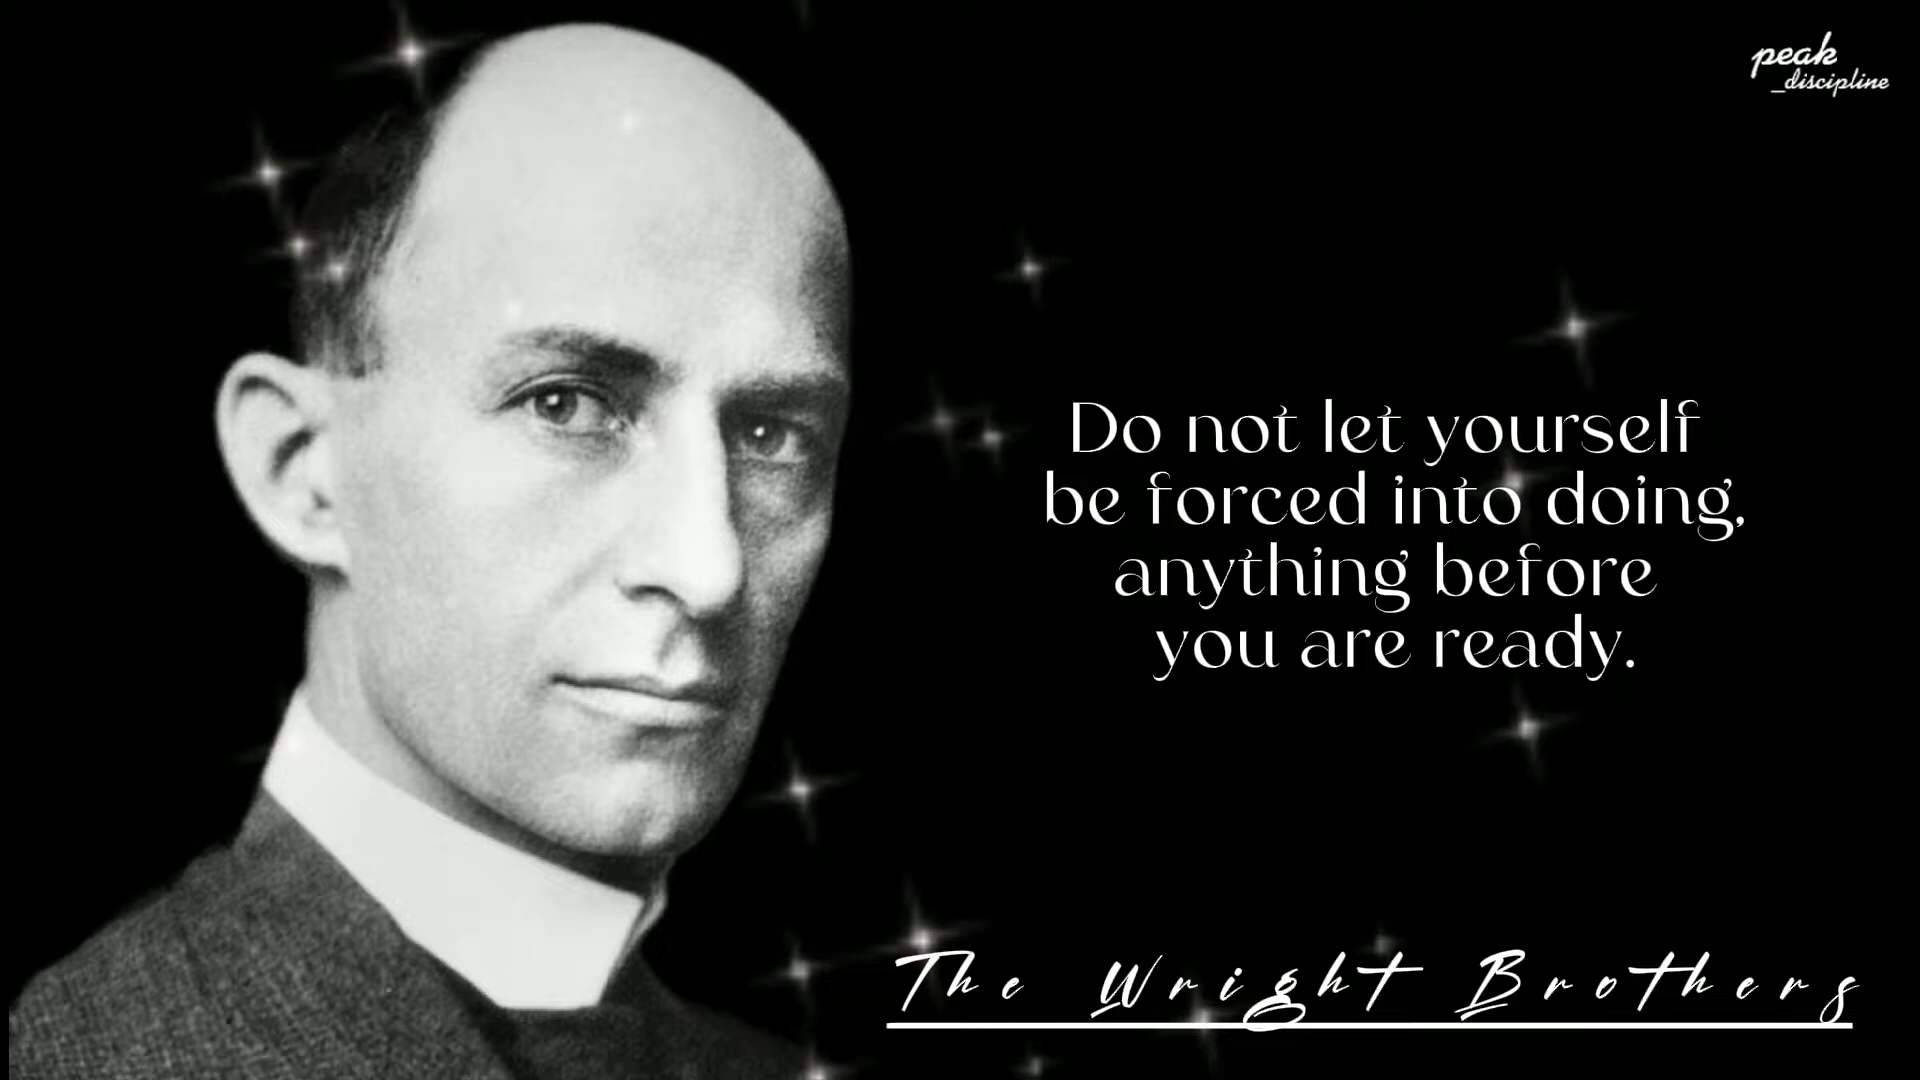 peak
_discipline
Do not let yourself
be forced into doing,
anything before
you are ready.
The Wright Brothers